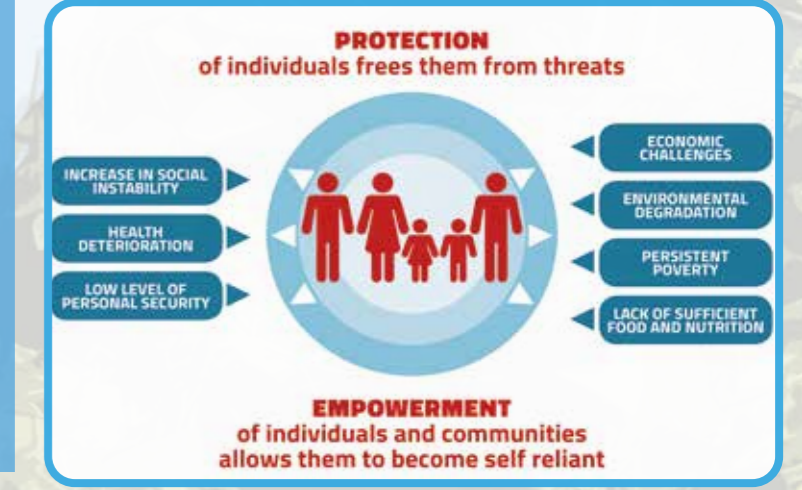 PROTECTION
of individuals frees them from threats
INCREASE IN SOCIAL
INSTABILITY
HEALTH
DETERIORATION
LOW LEVEL OF
PERSONAL SECURITY
ECONOMIC
CHALLENGES
ENVIRONMENTAL
DEGRADATION
PERSISTENT
POVERTY
LACK OF SUFFICIENT
FOOD AND NUTRITION
EMPOWERMENT
of individuals and communities
allows them to become self reliant